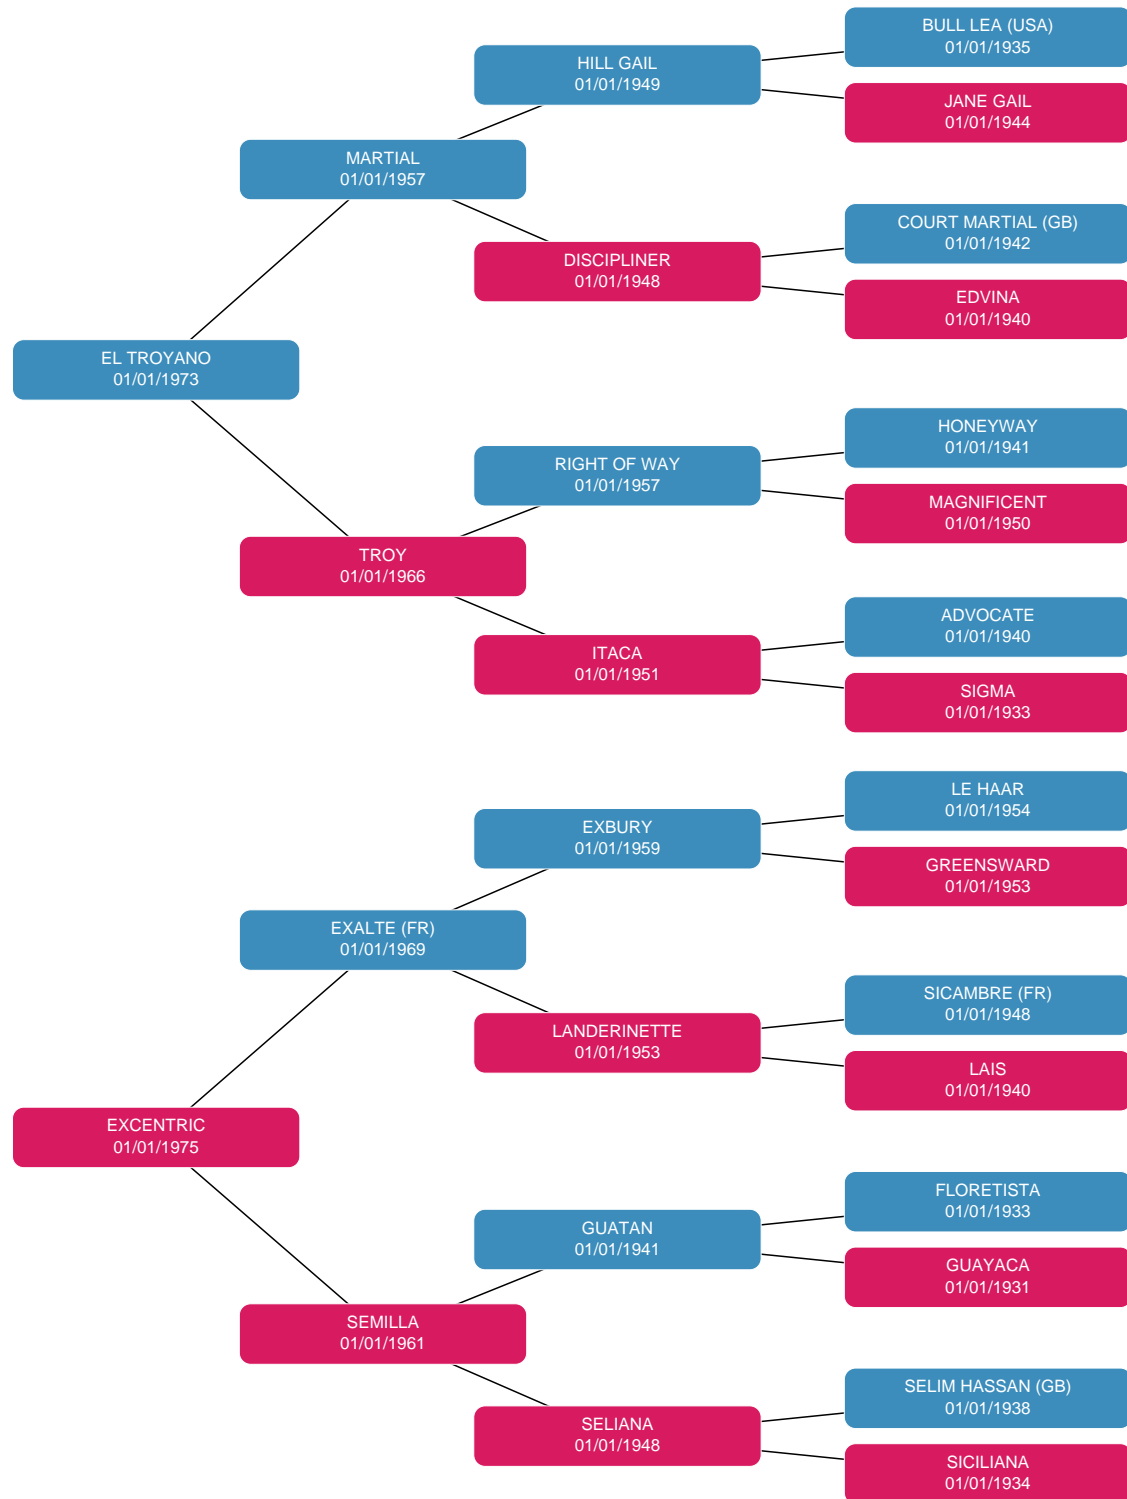 BULL LEA (USA)
01/01/1935
HILL GAIL
01/01/1949
JANE GAIL
01/01/1944
MARTIAL
01/01/1957
COURT MARTIAL (GB)
01/01/1942
DISCIPLINER
01/01/1948
EDVINA
01/01/1940
EL TROYANO
01/01/1973
HONEYWAY
01/01/1941
RIGHT OF WAY
01/01/1957
MAGNIFICENT
01/01/1950
TROY
01/01/1966
ADVOCATE
01/01/1940
ITACA
01/01/1951
SIGMA
01/01/1933
LE HAAR
01/01/1954
EXBURY
01/01/1959
GREENSWARD
01/01/1953
EXALTE (FR)
01/01/1969
SICAMBRE (FR)
01/01/1948
LANDERINETTE
01/01/1953
LAIS
01/01/1940
EXCENTRIC
01/01/1975
FLORETISTA
01/01/1933
GUATAN
01/01/1941
GUAYACA
01/01/1931
SEMILLA
01/01/1961
SELIM HASSAN (GB)
01/01/1938
SELIANA
01/01/1948
SICILIANA
01/01/1934